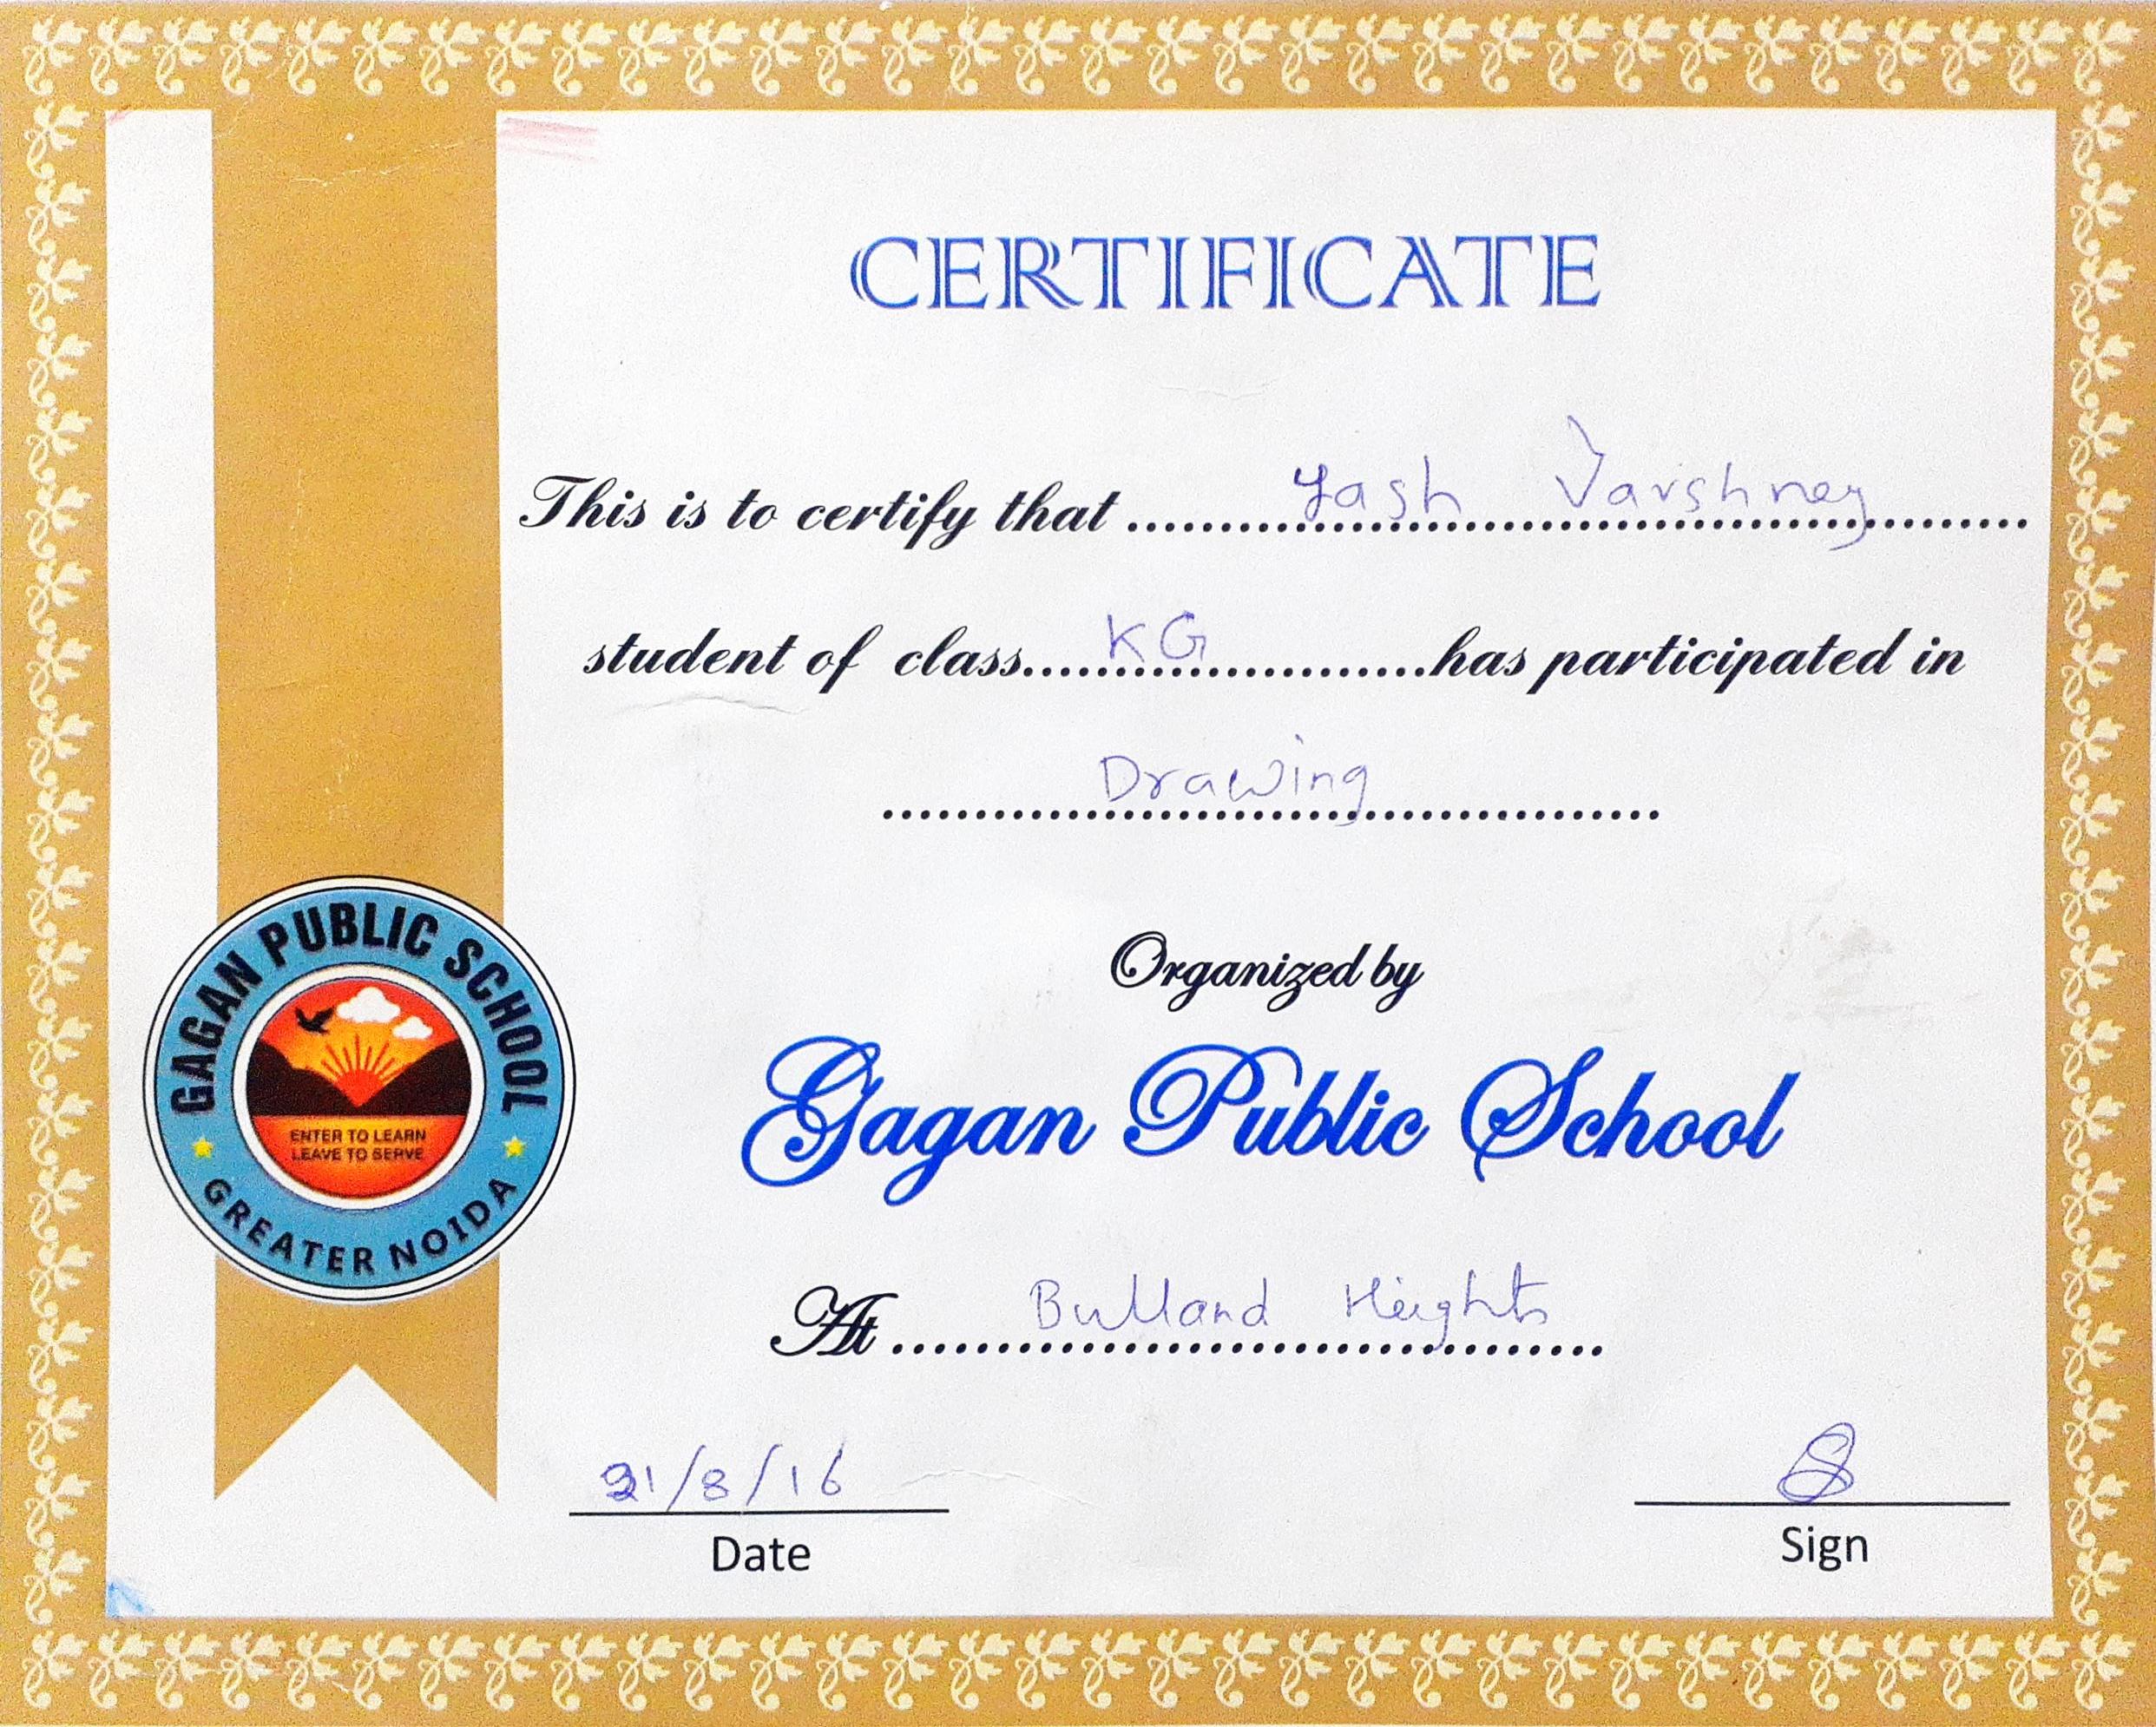 CERTIFICATE
This is to certify that Yash Varshney
student of class KG has participated in
Drawing
Organized by
Gagan Public School
At Bulland Heights
21/8/16
Date
Sign
GAGAN PUBLIC SCHOOL
ENTER TO LEARN
LEAVE TO SERVE
GREATER NOIDA